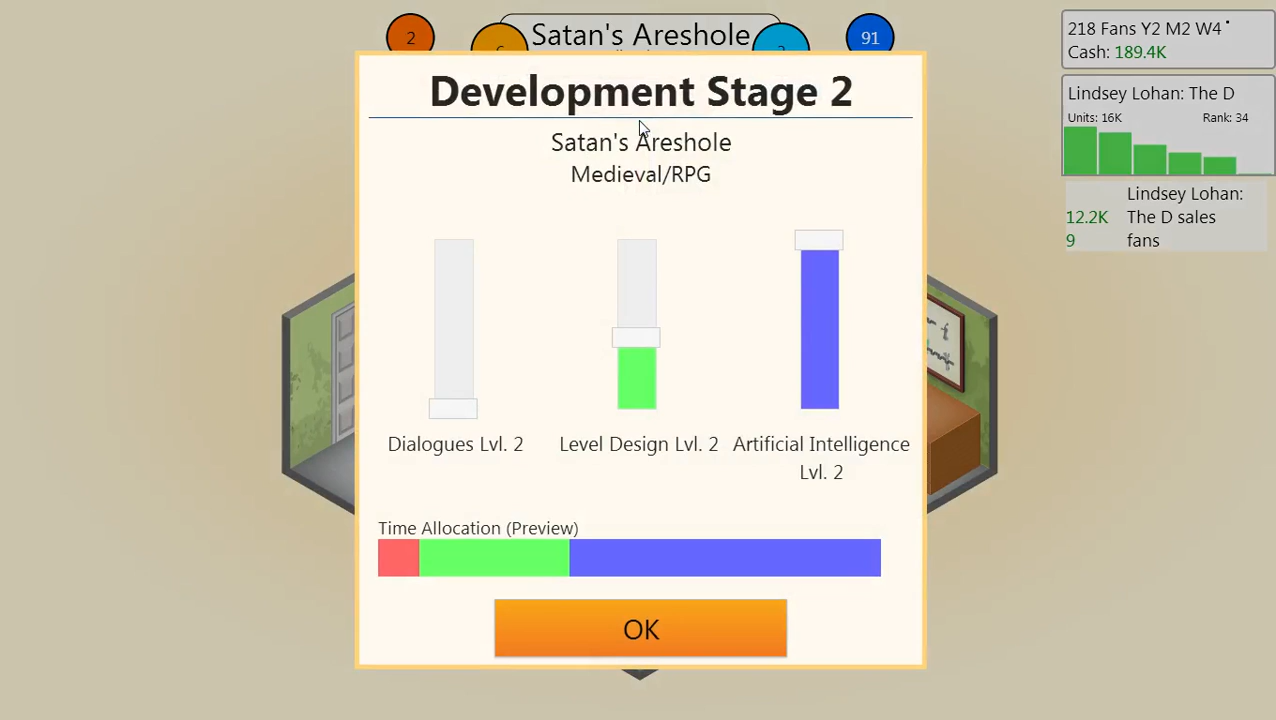 2
Satan's Areshole
91
218 Fans Y2 M2 W4
Cash: 189.4K
Development Stage 2
Satan's Areshole
Medieval/RPG
Lindsey Lohan: The D
Units: 16K
Rank: 34
Lindsey Lohan:
12.2K
The D sales
9
fans
Dialogues Lvl. 2
Level Design Lvl. 2
Artificial Intelligence
Lvl. 2
Time Allocation (Preview)
OK